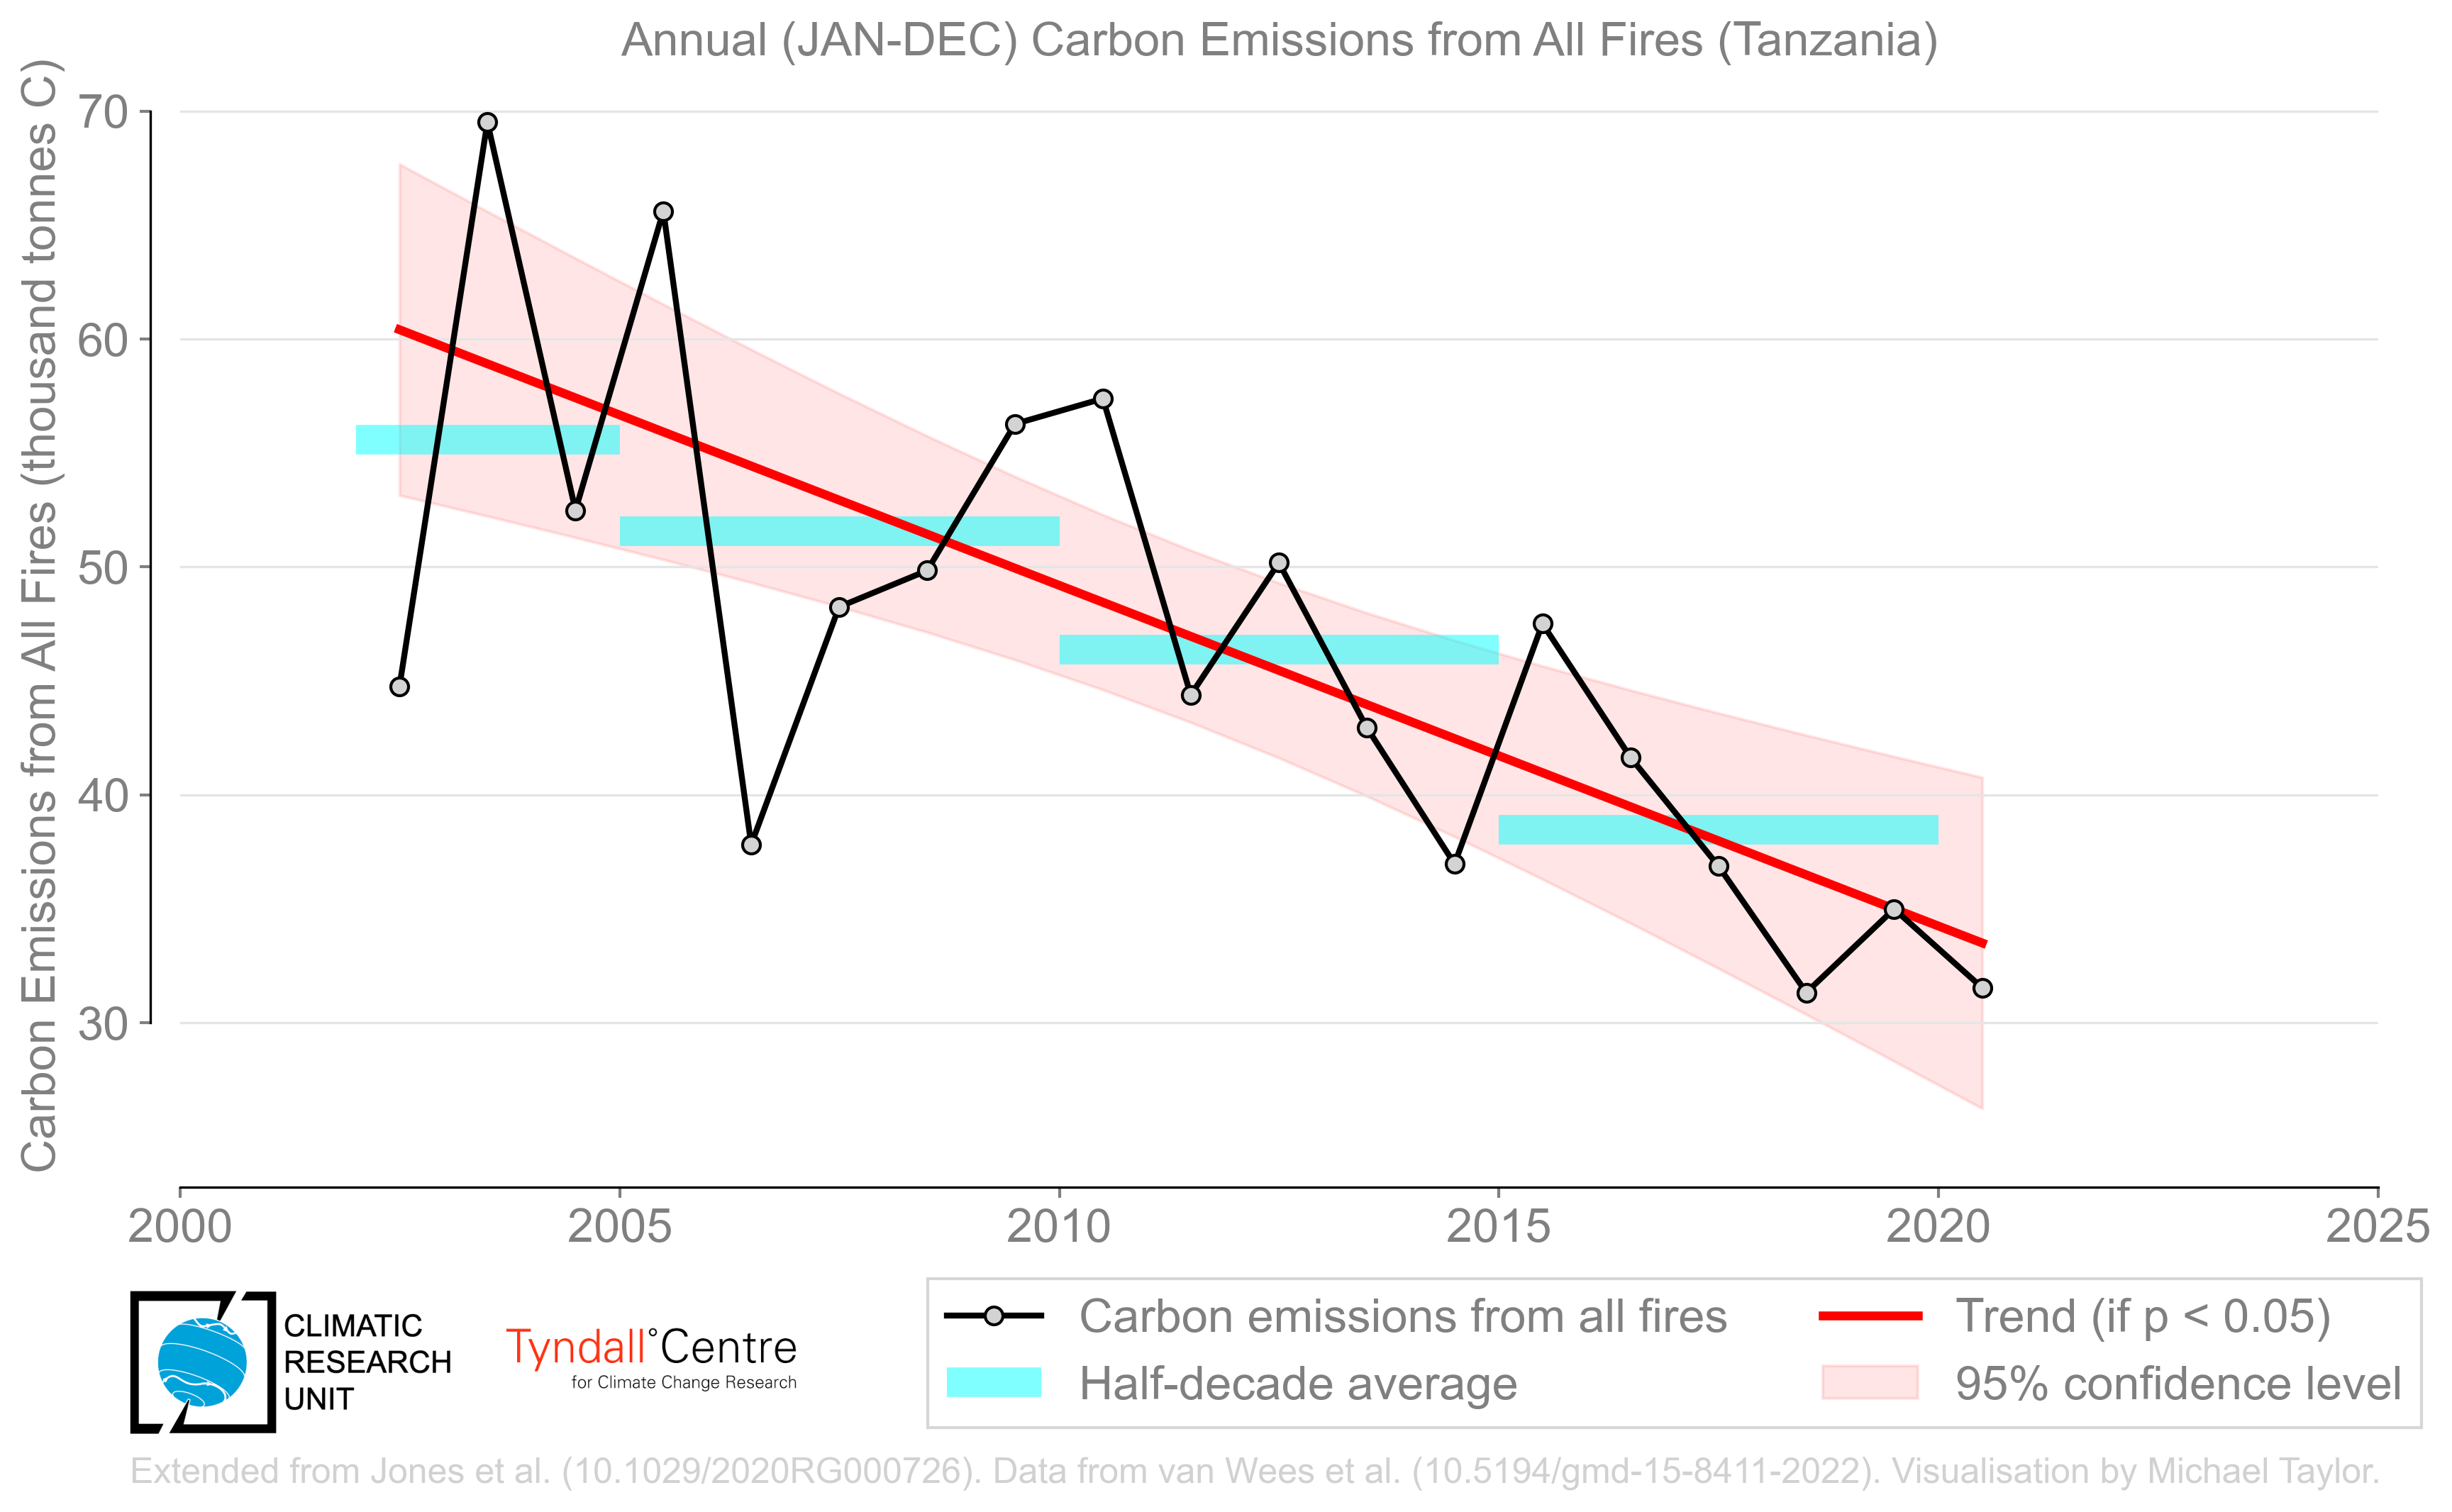 Annual (JAN-DEC) Carbon Emissions from All Fires (Tanzania)
Carbon Emissions from All Fires (thousand tonnes C)
70
60
50
40
30
2000
2005
2010
2015
2020
2025
CLIMATIC
RESEARCH
UNIT
Tyndall°Centre
for Climate Change Research
Carbon emissions from all fires
Half-decade average
Trend (if p < 0.05)
95% confidence level
Extended from Jones et al. (10.1029/2020RG000726). Data from van Wees et al. (10.5194/gmd-15-8411-2022). Visualisation by Michael Taylor.